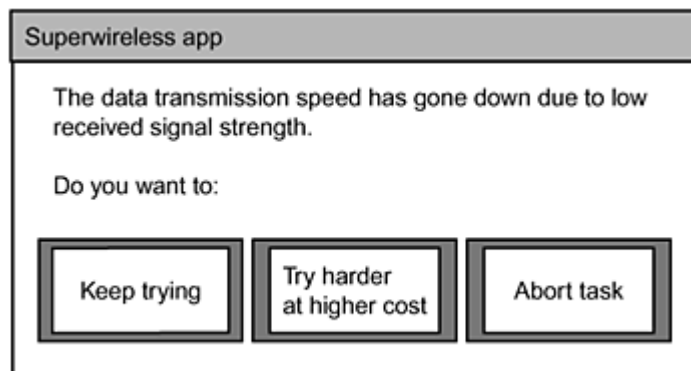 Superwireless app
The data transmission speed has gone down due to low
received signal strength.
Do you want to:
Keep trying
Try harder
at higher cost
Abort task